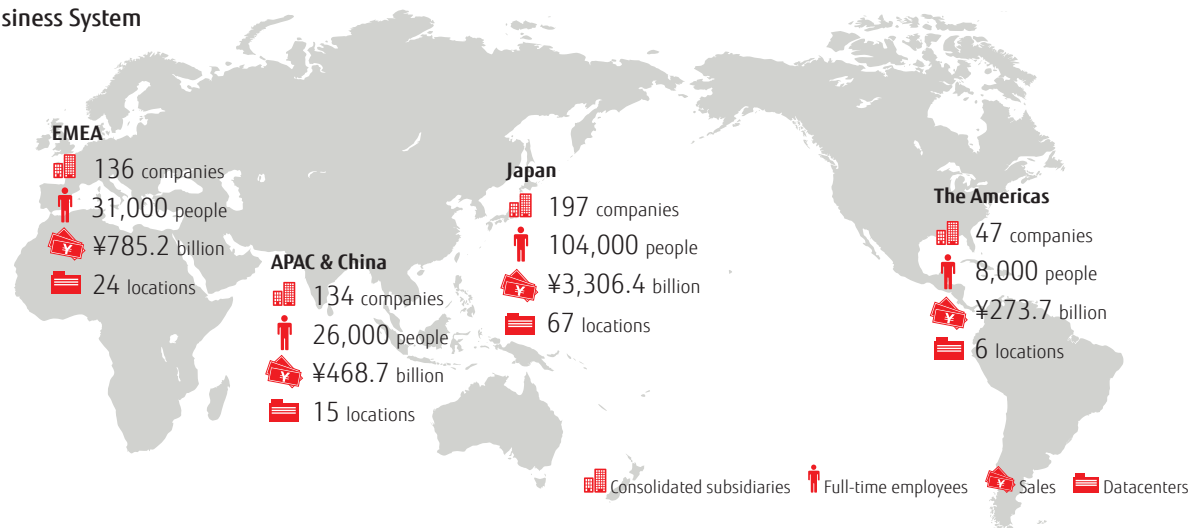 siness System
EMEA
136 companies
31,000 people
¥785.2 billion
24 locations
APAC & China
134 companies
26,000 people
¥468.7 billion
15 locations
Japan
197 companies
104,000 people
¥3,306.4 billion
67 locations
The Americas
47 companies
8,000 people
¥273.7 billion
6 locations
Consolidated subsidiaries Full-time employees Sales Datacenters